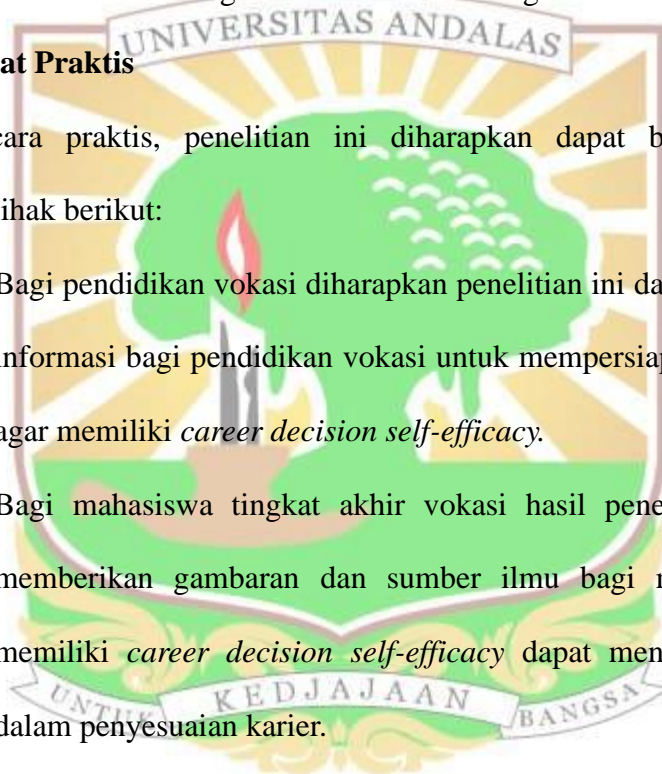 UNIVERSITAS ANDALAS
at Praktis
cara praktis, penelitian ini diharapkan dapat b
ihak berikut:
Bagi pendidikan vokasi diharapkan penelitian ini da
informasi bagi pendidikan vokasi untuk mempersiap
agar memiliki career decision self-efficacy.
Bagi mahasiswa tingkat akhir vokasi hasil pene
memberikan gambaran dan sumber ilmu bagi
memiliki career decision self-efficacy dapat men
dalam penyesuaian karier.
UNTUK KEDJAJAAN BANGSA